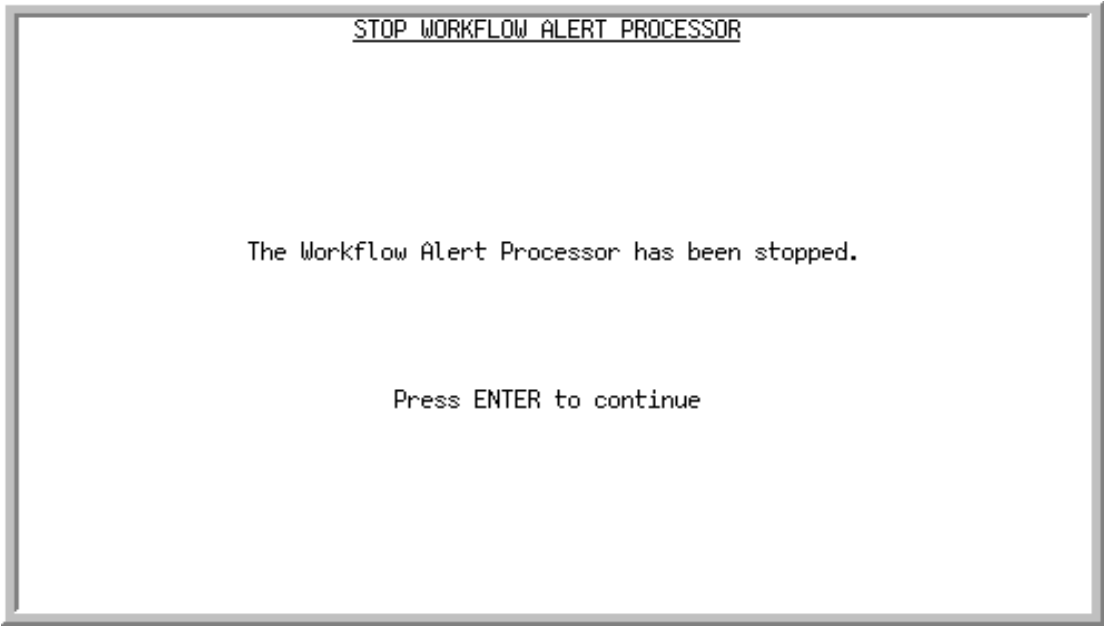 STOP WORKFLOW ALERT PROCESSOR
The Workflow Alert Processor has been stopped.
Press ENTER to continue